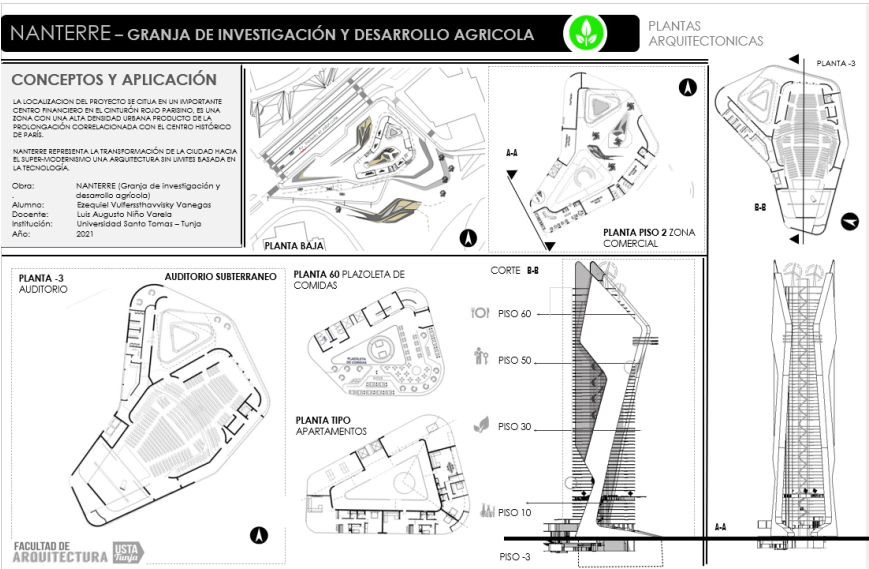 NANTERRE – GRANJA DE INVESTIGACIÓN Y DESARROLLO AGRICOLA
PLANTAS
ARQUITECTONICAS
CONCEPTOS Y APLICACIÓN
LA LOCALIZACION DEL PROYECTO SE CITUA EN UN IMPORTANTE
CENTRO FINANCIERO EN EL CINTURÓN ROJO PARISINO, ES UNA
ZONA CON UNA ALTA DENSIDAD URBANA PRODUCTO DE LA
PROLONGACIÓN CORRELACIONADA CON EL CENTRO HISTÓRICO
DE PARÍS.
NANTERRE REPRESENTA LA TRANSFORMACIÓN DE LA CIUDAD HACIA
EL SUPER-MODERNISMO UNA ARQUITECTURA SIN LIMITES BASADA EN
LA TECNOLOGÍA.
Obra: NANTERRE (Granja de investigación y
. desarrollo agrícola)
Alumno: Ezequiel Vulferssthavvisky Vanegas
Docente: Luis Augusto Niño Varela
Institución: Universidad Santo Tomas – Tunja
Año: 2021
PLANTA BAJA
A-A
PLANTA PISO 2 ZONA
COMERCIAL
PLANTA -3
B-B
PLANTA -3
AUDITORIO
AUDITORIO SUBTERRANEO
PLANTA 60 PLAZOLETA DE
COMIDAS
PLAZOLETA
DE COMIDAS
PLANTA TIPO
APARTAMENTOS
CORTE B-B
PISO 60
PISO 50
PISO 30
PISO 10
PISO -3
A-A
FACULTAD DE
ARQUITECTURA
USTA
Tunja